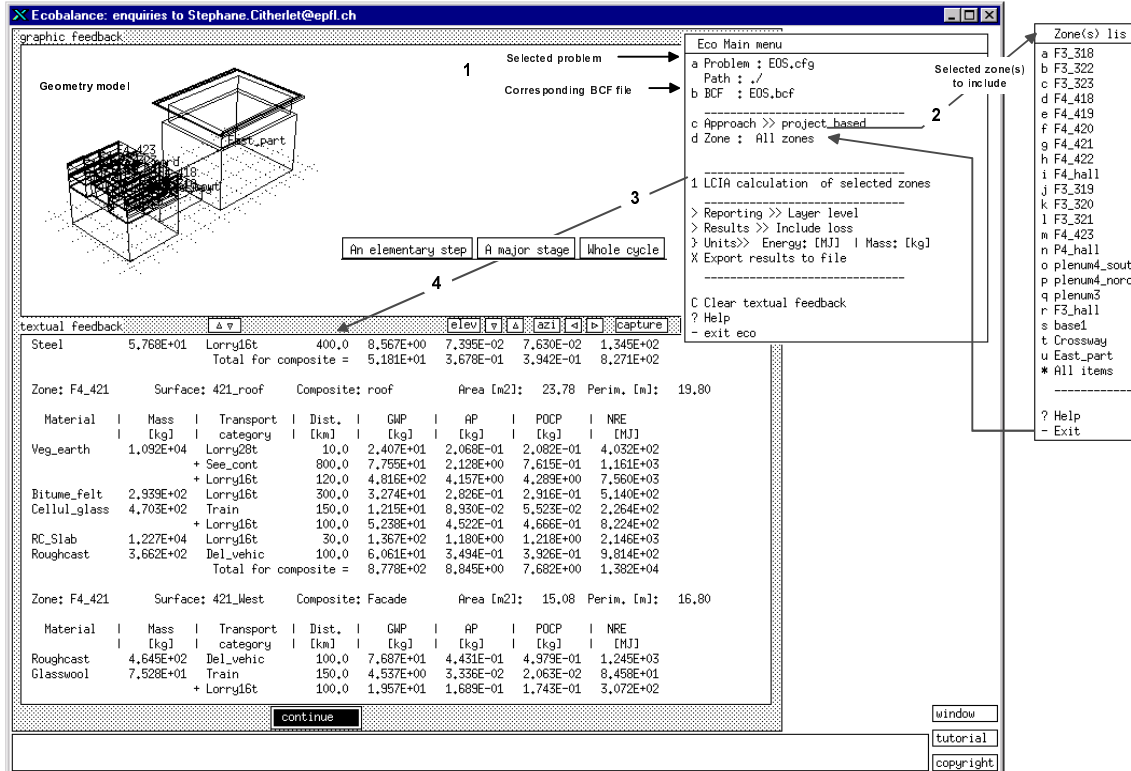 Ecobalance: enquiries to Stephane.Citherlet@epfl.ch
graphic feedback
Geometry model
East_part
1
Selected problem
Corresponding BCF file
Eco Main menu
a Problem : EOS.cfg
Path : ./
b BCF : EOS.bcf
c Approach >> project_based
d Zone : All zones
1 LCIA calculation of selected zones
> Reporting >> Layer level
> Results >> Include loss
} Units>> Energy: [MJ] | Mass: [kg]
X Export results to file
C Clear textual feedback
? Help
- exit eco
2
Selected zone(s)
to include
3
4
An elementary step
A major stage
Whole cycle
Zone(s) lis
a F3_318
b F3_322
c F3_323
d F4_418
e F4_419
f F4_420
g F4_421
h F4_422
i F4_hall
j F3_319
k F3_320
l F3_321
m F4_423
n P4_hall
o plenum4_sout
p plenum4_nord
q plenum3
r F3_hall
s base1
t Crossway
u East_part
* All items
? Help
- Exit
textual feedback
elev azi capture
Steel 5.768E+01 Lorry16t 400.0 8.567E+00 7.395E-02 7.630E-02 1.345E+02
Total for composite = 5.181E+01 3.678E-01 3.942E-01 8.271E+02
Zone: F4_421 Surface: 421_roof Composite: roof Area [m2]: 23.78 Perim. [m]: 19.80
Material | Mass | Transport | Dist. | GWP | AP | POCP | NRE
| [kg] | category | [km] | [kg] | [kg] | [kg] | [MJ]
Veg_earth 1.092E+04 Lorry28t 10.0 2.407E+01 2.068E-01 2.082E-01 4.032E+02
+ See_cont 800.0 7.755E+01 2.128E+00 7.615E-01 1.161E+03
+ Lorry16t 120.0 4.816E+02 4.157E+00 4.289E+00 7.560E+03
Bitume_felt 2.939E+02 Lorry16t 300.0 3.274E+01 2.826E-01 2.916E-01 5.140E+02
Cellul_glass 4.703E+02 Train 150.0 1.215E+01 8.930E-02 5.523E-02 2.264E+02
+ Lorry16t 100.0 5.238E+01 4.522E-01 4.666E-01 8.224E+02
RC_Slab 1.227E+04 Lorry16t 30.0 1.367E+02 1.180E+00 1.218E+00 2.146E+03
Roughcast 3.662E+02 Del_vehic 100.0 6.061E+01 3.494E-01 3.926E-01 9.814E+02
Total for composite = 8.778E+02 8.845E+00 7.682E+00 1.382E+04
Zone: F4_421 Surface: 421_West Composite: Facade Area [m2]: 15.08 Perim. [m]: 16.80
Material | Mass | Transport | Dist. | GWP | AP | POCP | NRE
| [kg] | category | [km] | [kg] | [kg] | [kg] | [MJ]
Roughcast 4.645E+02 Del_vehic 100.0 7.687E+01 4.431E-01 4.979E-01 1.245E+03
Glasswool 7.528E+01 Train 150.0 4.537E+00 3.336E-02 2.063E-02 8.458E+01
+ Lorry16t 100.0 1.957E+01 1.689E-01 1.743E-01 3.072E+02
continue
window
tutorial
copyright